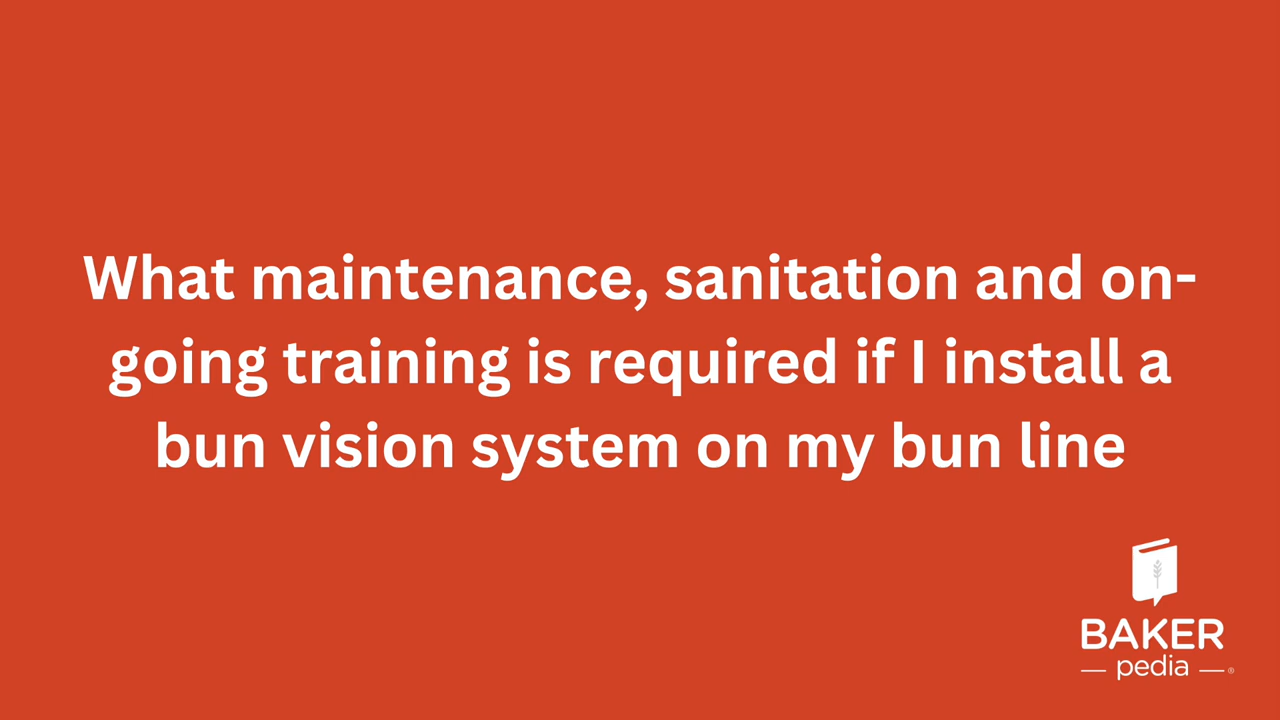 What maintenance, sanitation and on-
going training is required if I install a
bun vision system on my bun line
BAKER
pedia ®